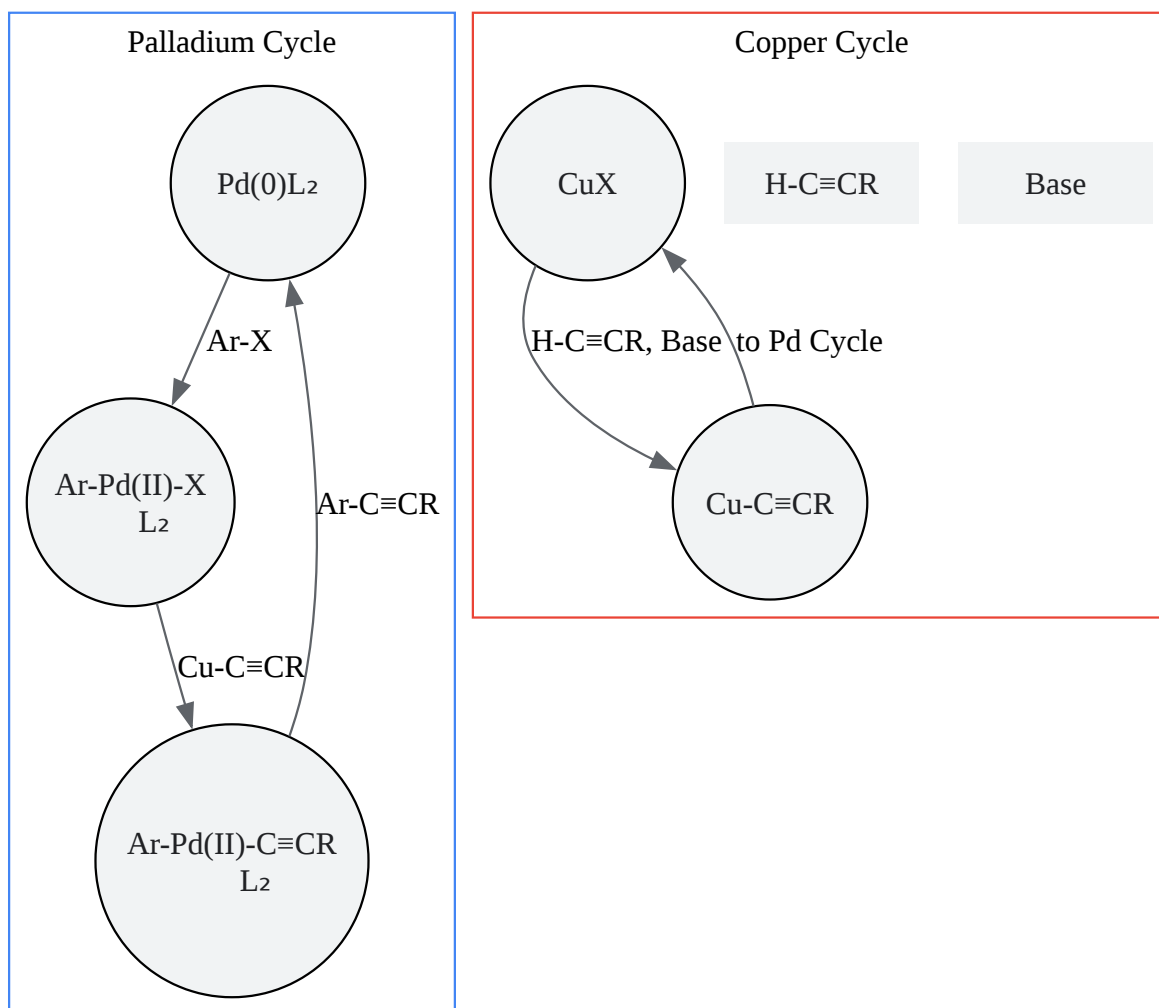 Palladium Cycle
Pd(0)L₂
Ar-X
Ar-Pd(II)-X
L₂
Ar-C≡CR
Cu-C≡CR
Ar-Pd(II)-C≡CR
L₂
Copper Cycle
CuX
H-C≡CR
Base
H-C≡CR, Base
to Pd Cycle
Cu-C≡CR